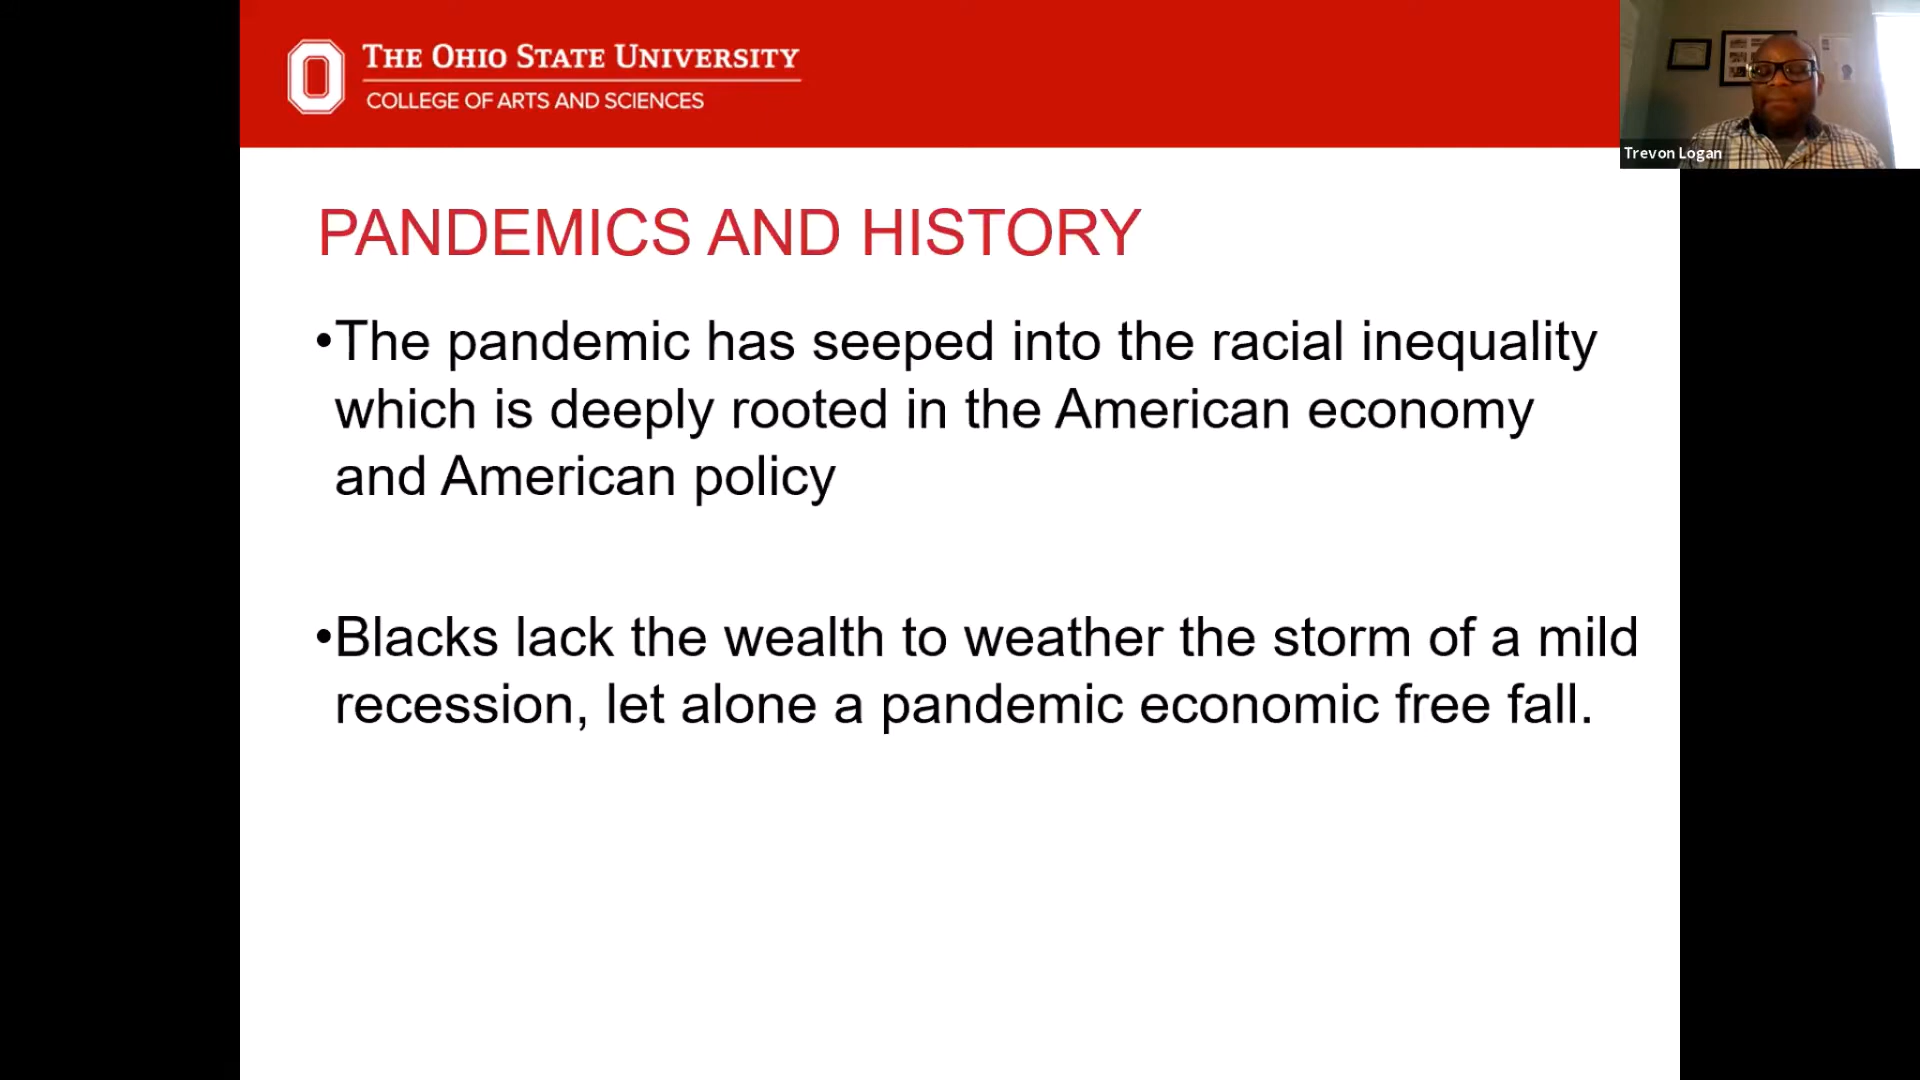 THE OHIO STATE UNIVERSITY
COLLEGE OF ARTS AND SCIENCES
Trevon Logan
PANDEMICS AND HISTORY
•The pandemic has seeped into the racial inequality
which is deeply rooted in the American economy
and American policy
•Blacks lack the wealth to weather the storm of a mild
recession, let alone a pandemic economic free fall.